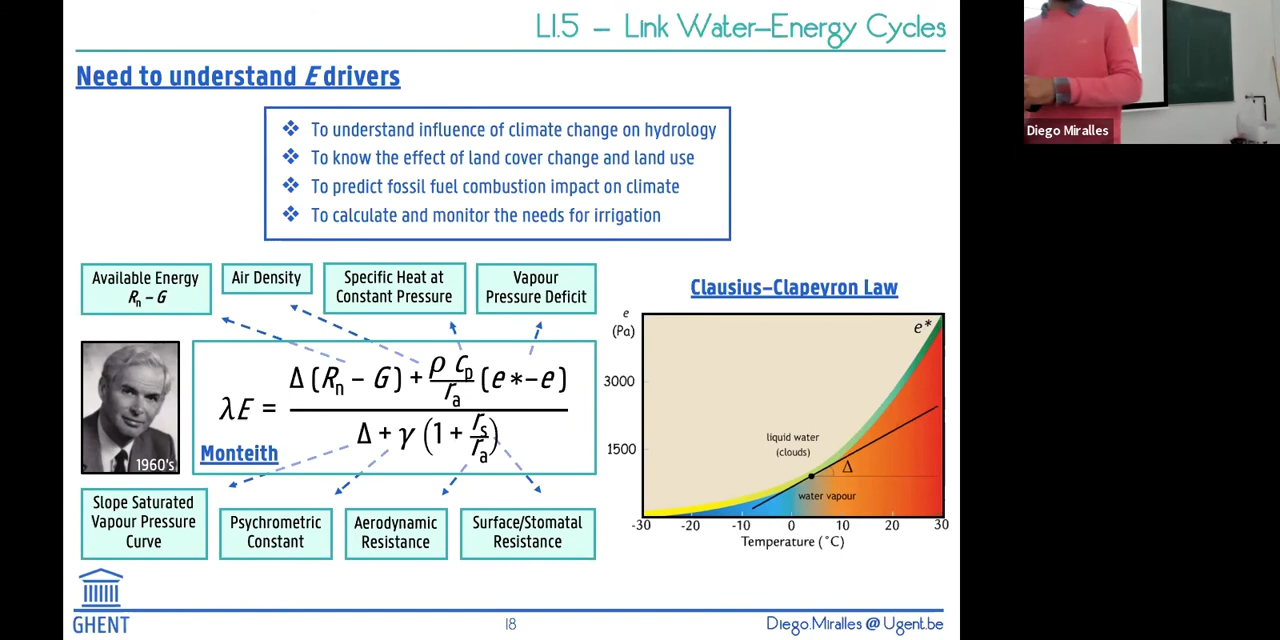 L1.5 – Link Water–Energy Cycles
Need to understand E drivers
❖ To understand influence of climate change on hydrology
❖ To know the effect of land cover change and land use
❖ To predict fossil fuel combustion impact on climate
❖ To calculate and monitor the needs for irrigation
Available Energy
Rn – G
Air Density
Specific Heat at
Constant Pressure
Vapour
Pressure Deficit
1960's
λE = (Δ(Rn – G) + (ρ cp / ra)(e* – e)) / (Δ + γ(1 + rs / ra))
Monteith
Slope Saturated
Vapour Pressure
Curve
Psychrometric
Constant
Aerodynamic
Resistance
Surface/Stomatal
Resistance
Clausius–Clapeyron Law
e
(Pa)
e*
3000
1500
liquid water
(clouds)
Δ
water vapour
-30 -20 -10 0 10 20 30
Temperature (°C)
GHENT
18
Diego.Miralles @ Ugent.be
Diego Miralles